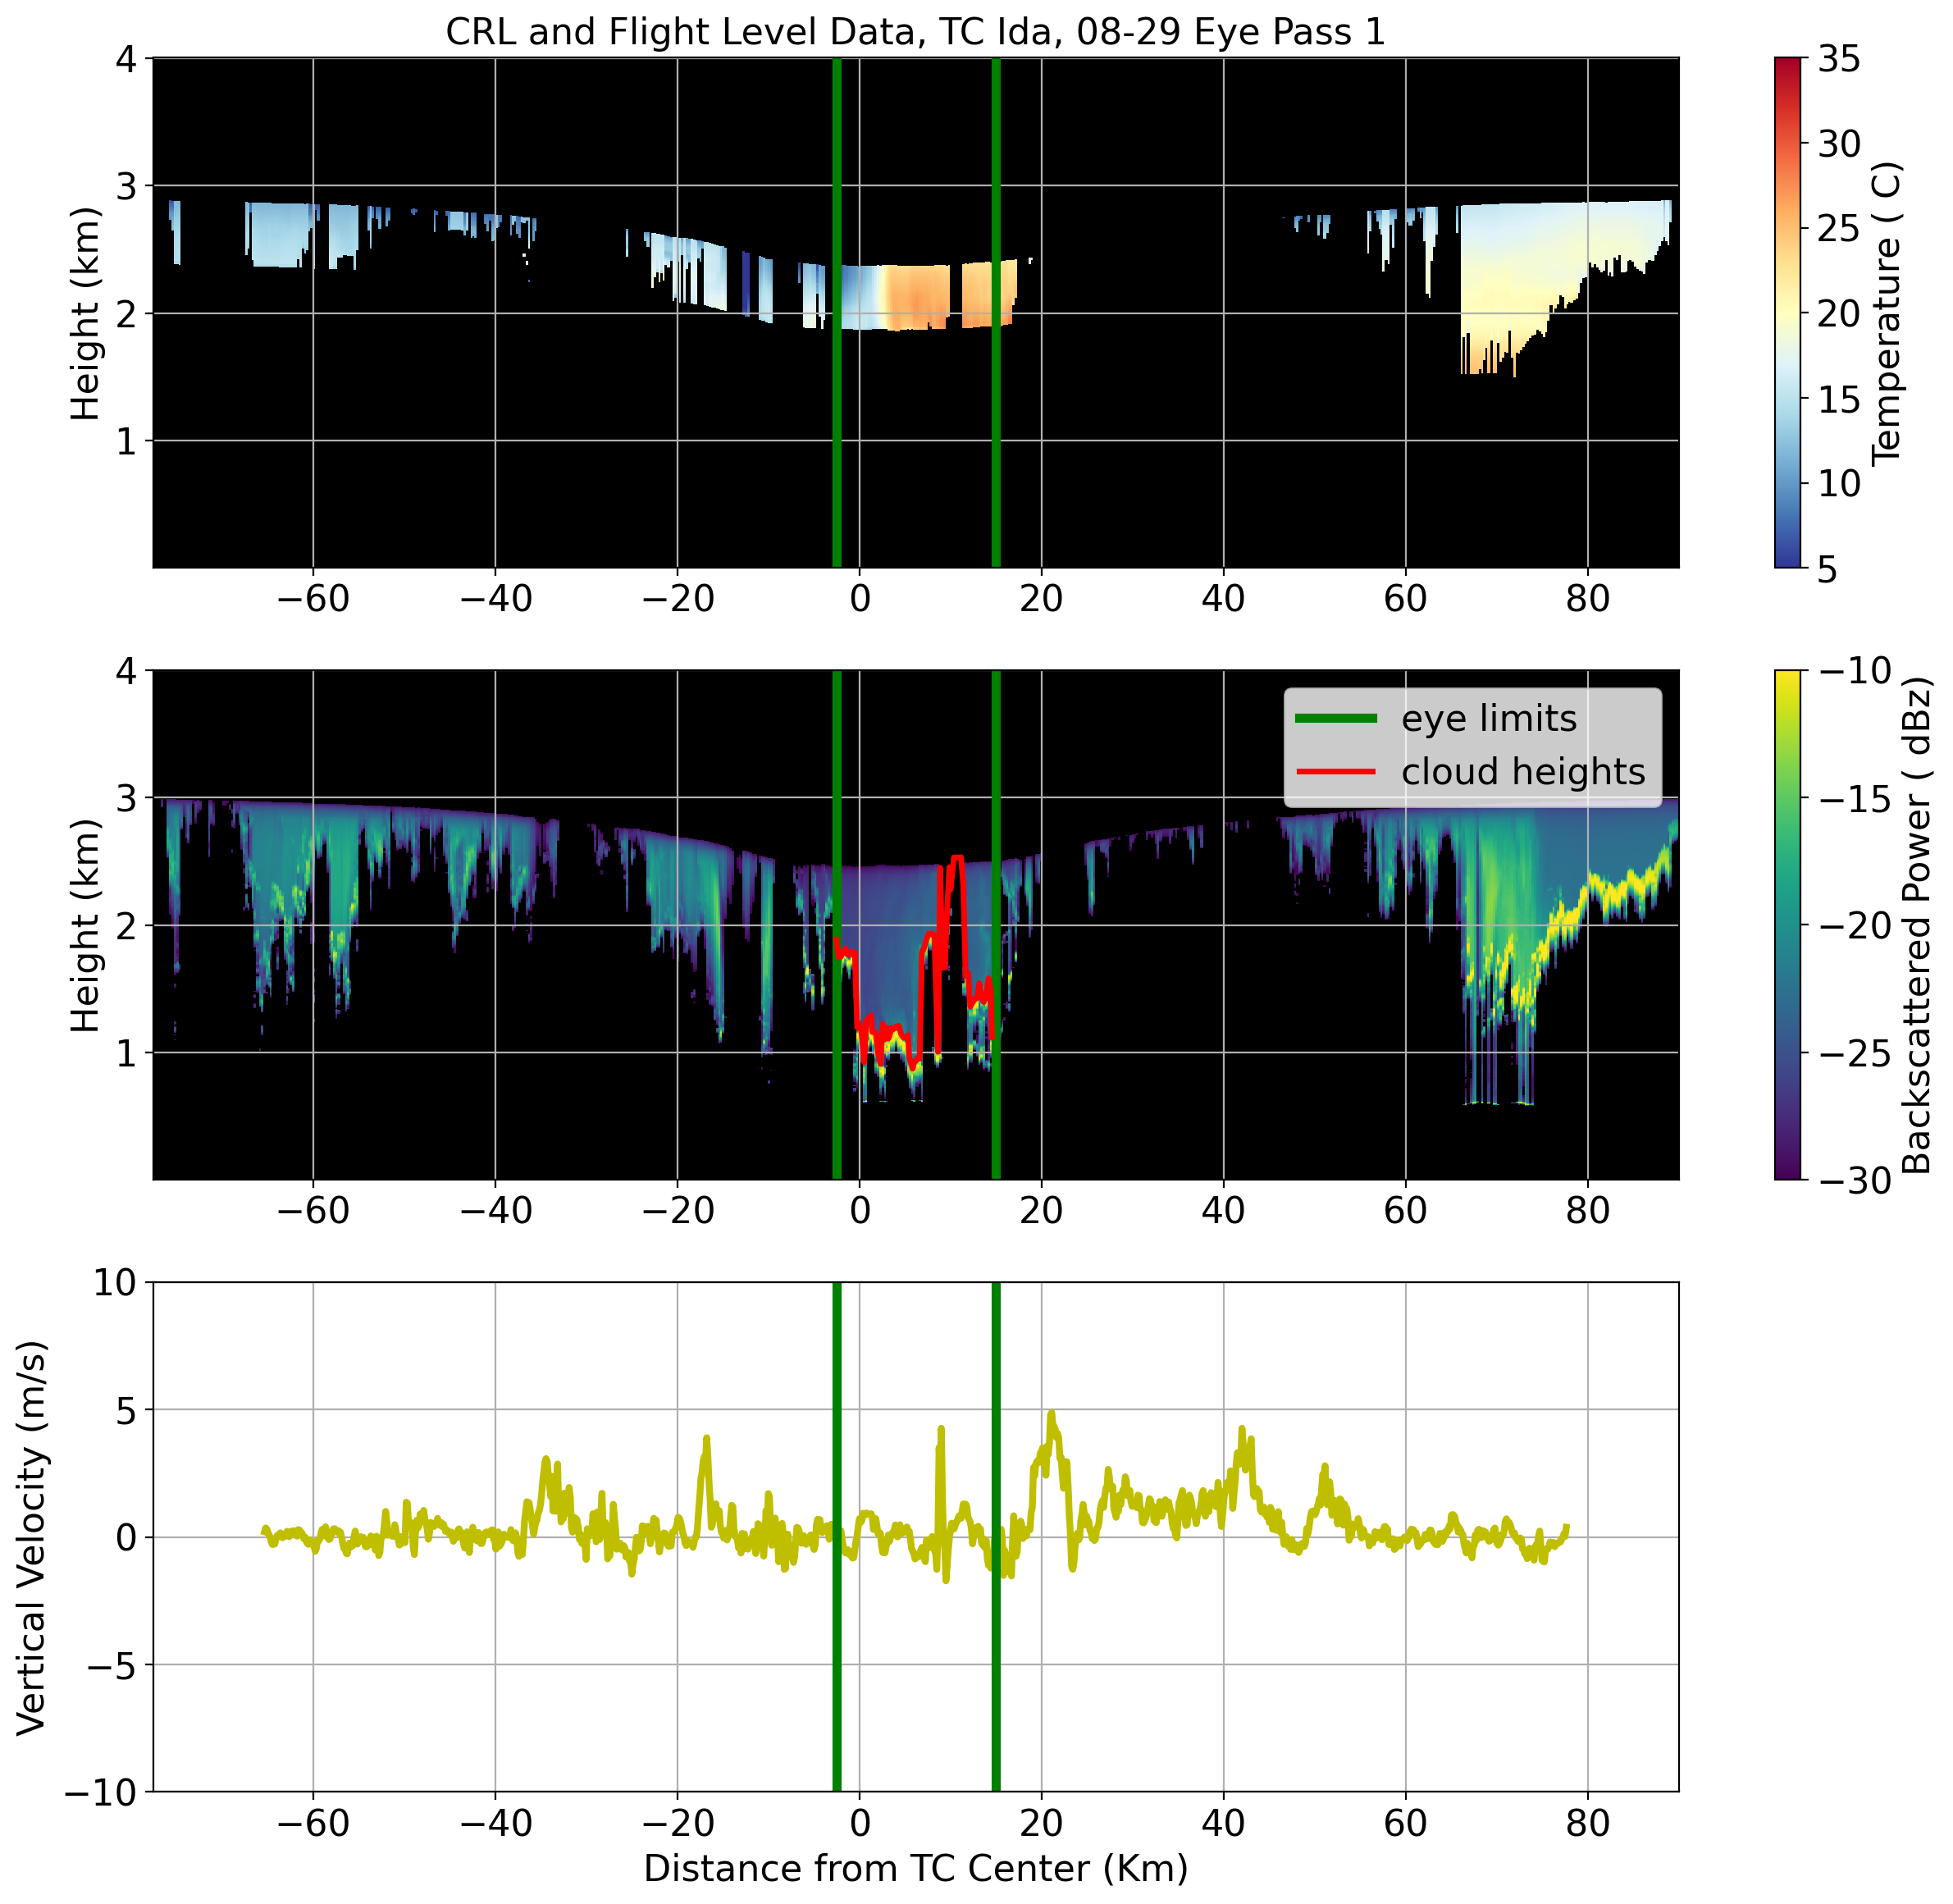 CRL and Flight Level Data, TC Ida, 08-29 Eye Pass 1
4
3
2
1
Height (km)
−60 −40 −20 0 20 40 60 80
35
30
25
20
15
10
5
Temperature ( C)
4
3
2
1
Height (km)
eye limits
cloud heights
−60 −40 −20 0 20 40 60 80
−10
−15
−20
−25
−30
Backscattered Power ( dBz)
10
5
0
−5
−10
Vertical Velocity (m/s)
−60 −40 −20 0 20 40 60 80
Distance from TC Center (Km)